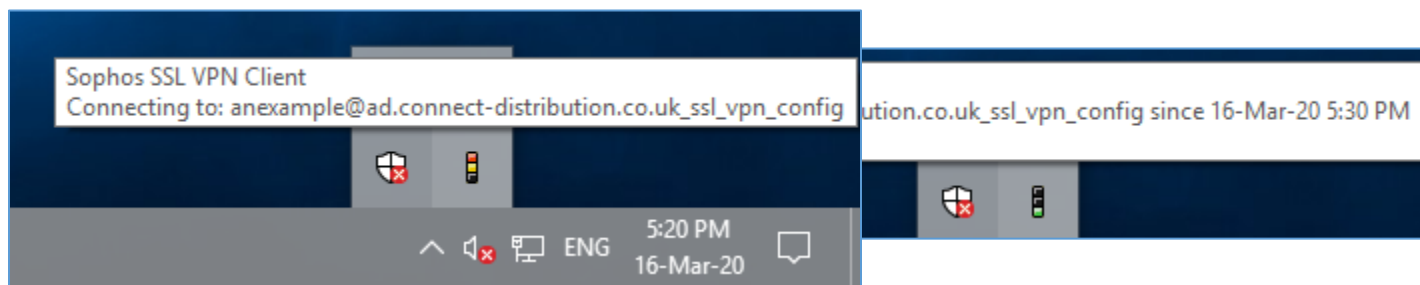 Sophos SSL VPN Client
Connecting to: anexample@ad.connect-distribution.co.uk_ssl_vpn_config
ENG
5:20 PM
16-Mar-20
ution.co.uk_ssl_vpn_config since 16-Mar-20 5:30 PM